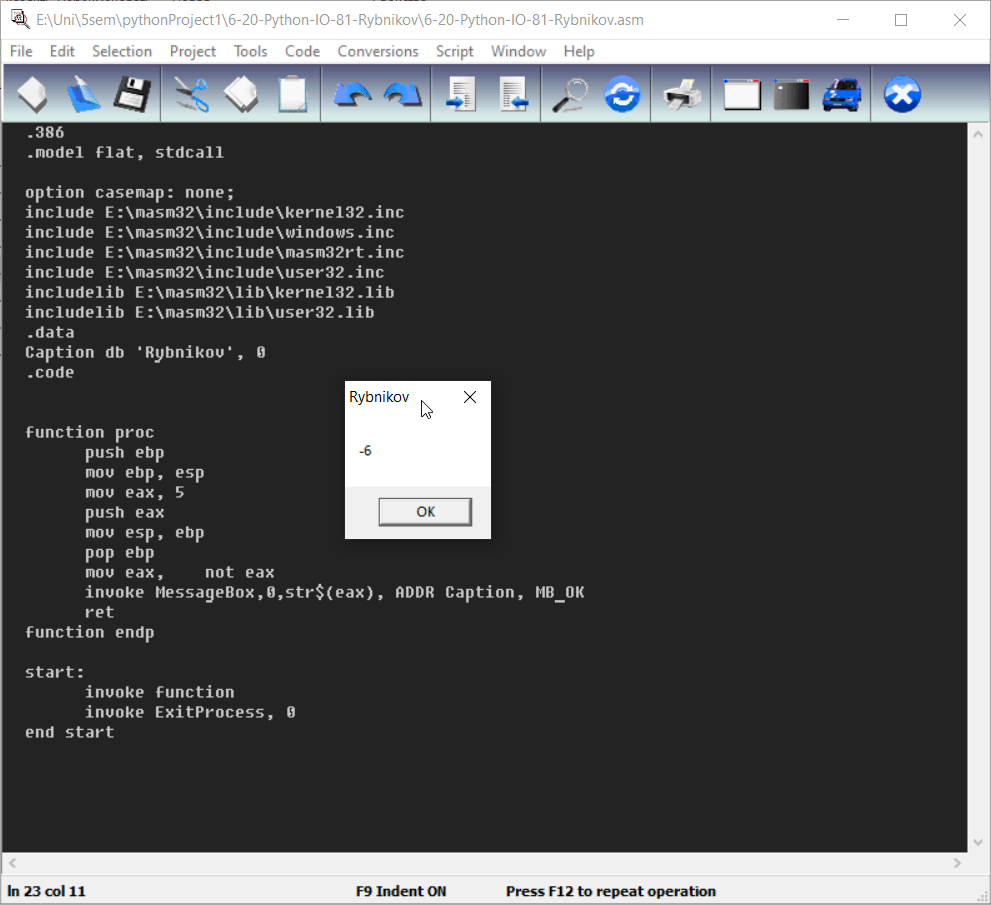 E:\Uni\5sem\pythonProject1\6-20-Python-IO-81-Rybnikov\6-20-Python-IO-81-Rybnikov.asm
File Edit Selection Project Tools Code Conversions Script Window Help
.386
.model flat, stdcall
option casemap: none;
include E:\masm32\include\kernel32.inc
include E:\masm32\include\windows.inc
include E:\masm32\include\masm32rt.inc
include E:\masm32\include\user32.inc
includelib E:\masm32\lib\kernel32.lib
includelib E:\masm32\lib\user32.lib
.data
Caption db 'Rybnikov', 0
.code
function proc
push ebp
mov ebp, esp
mov eax, 5
push eax
mov esp, ebp
pop ebp
mov eax,    not eax
invoke MessageBox,0,str$(eax), ADDR Caption, MB_OK
ret
function endp
start:
invoke function
invoke ExitProcess, 0
end start
Rybnikov
-6
OK
ln 23 col 11 F9 Indent ON Press F12 to repeat operation